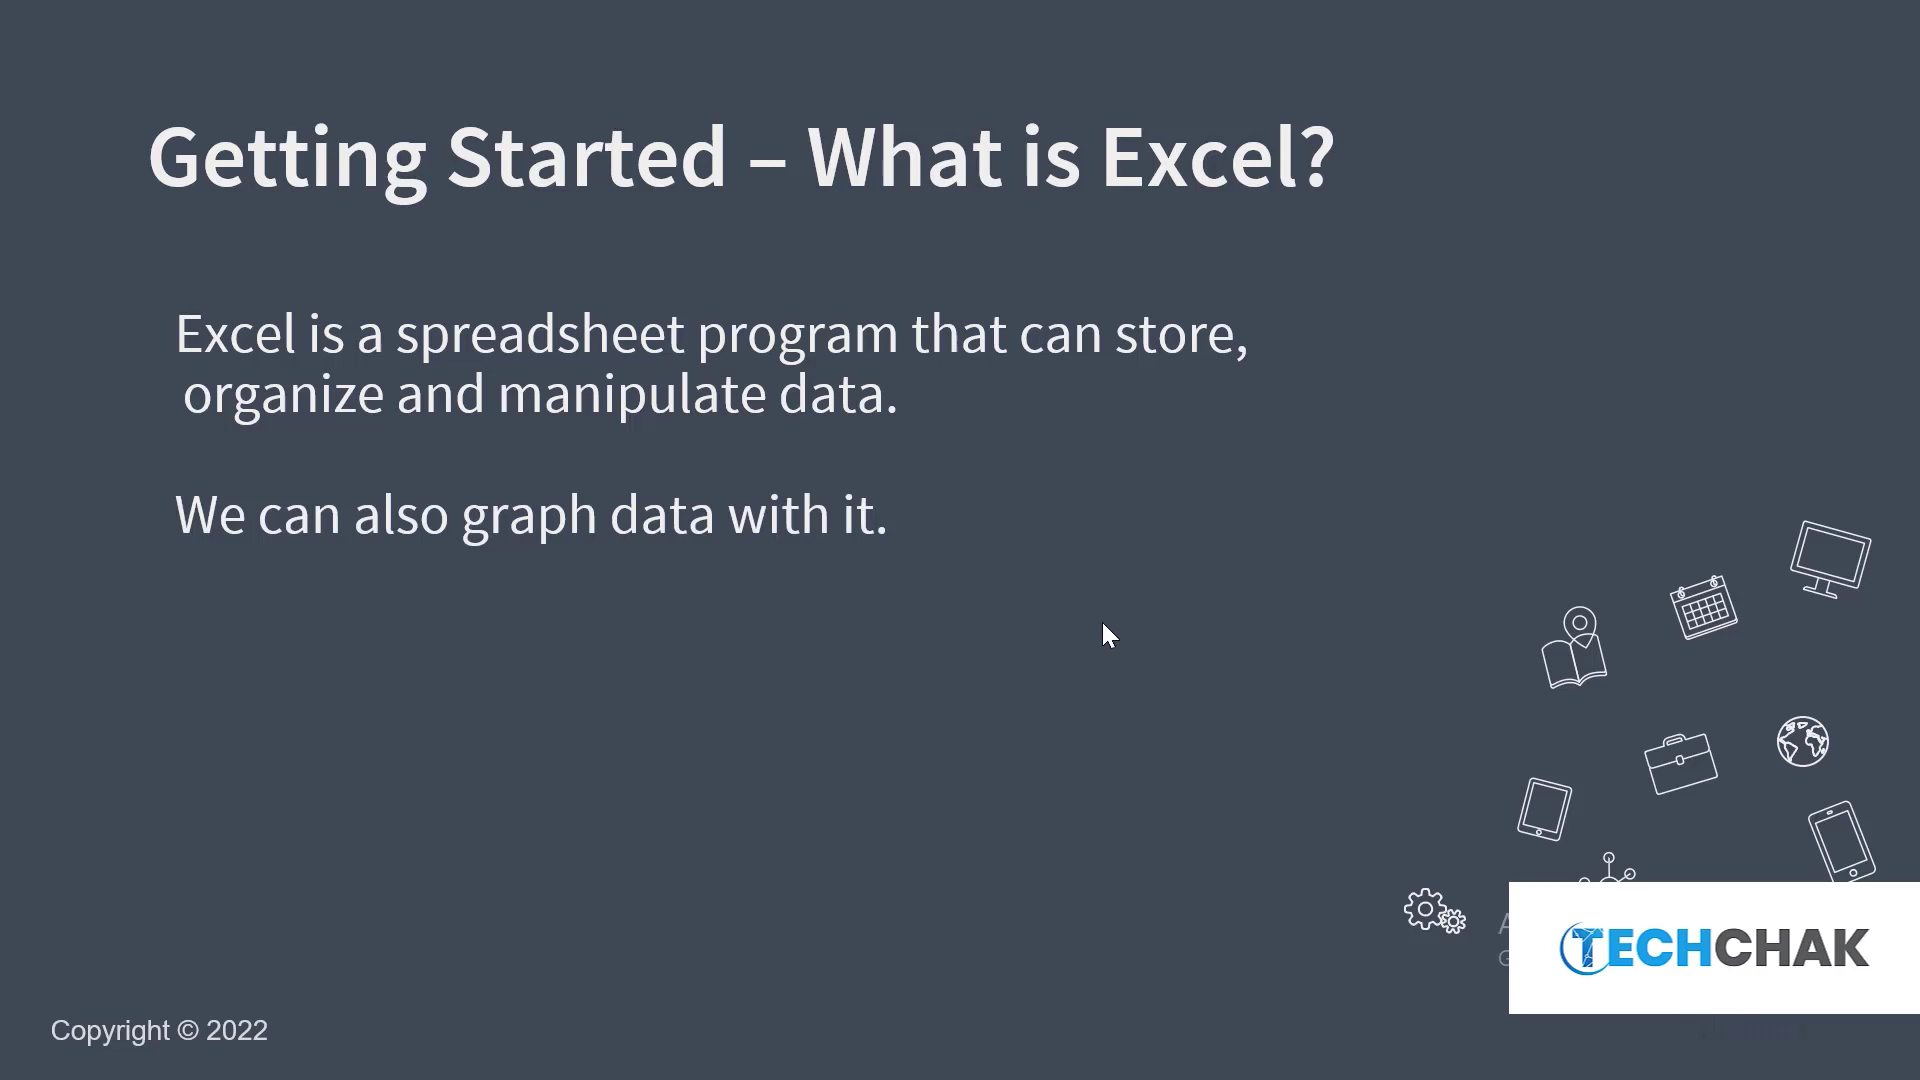 Getting Started – What is Excel?
Excel is a spreadsheet program that can store,
organize and manipulate data.
We can also graph data with it.
TECHCHAK
Copyright © 2022